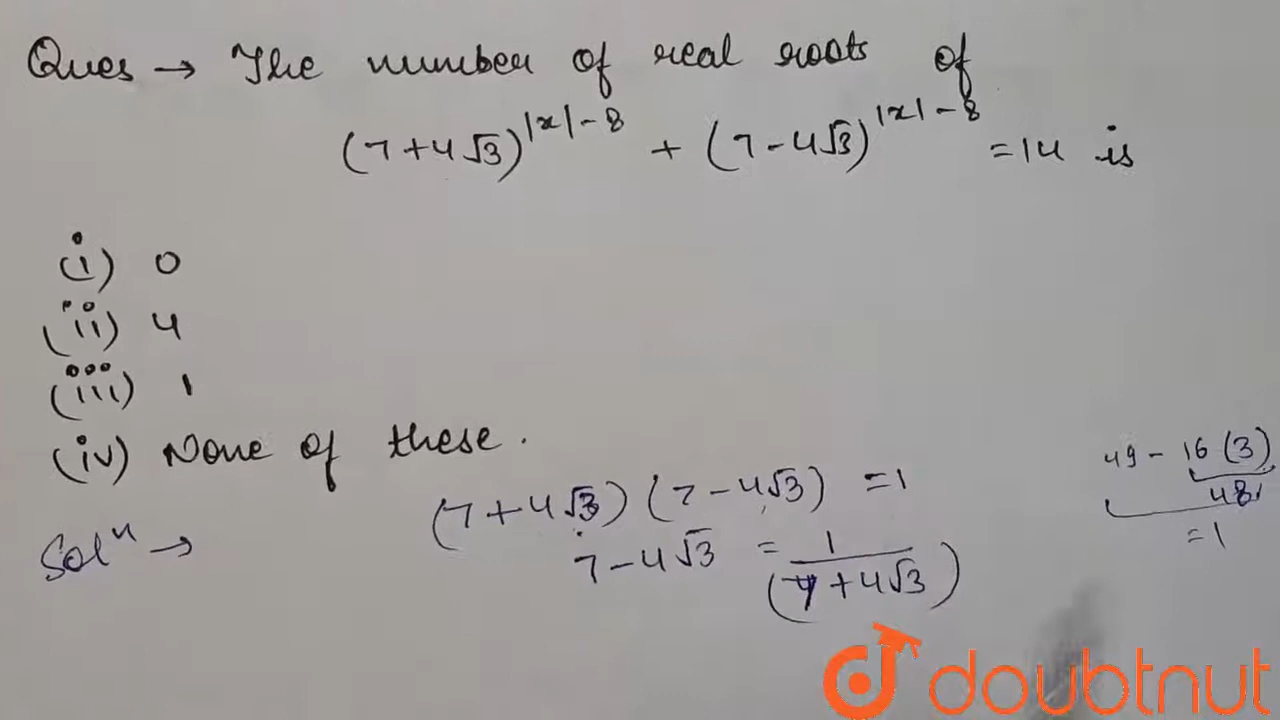 Ques → The number of real roots of
(7+4√3)^|x|-8 + (7-4√3)^|x|-8 = 14 is
(i) 0
(ii) 4
(iii) 1
(iv) None of these.
49 - 16(3)
48
= 1
Solⁿ → (7+4√3)(7-4√3) = 1
7-4√3 = 1/(7+4√3)
doubtnut